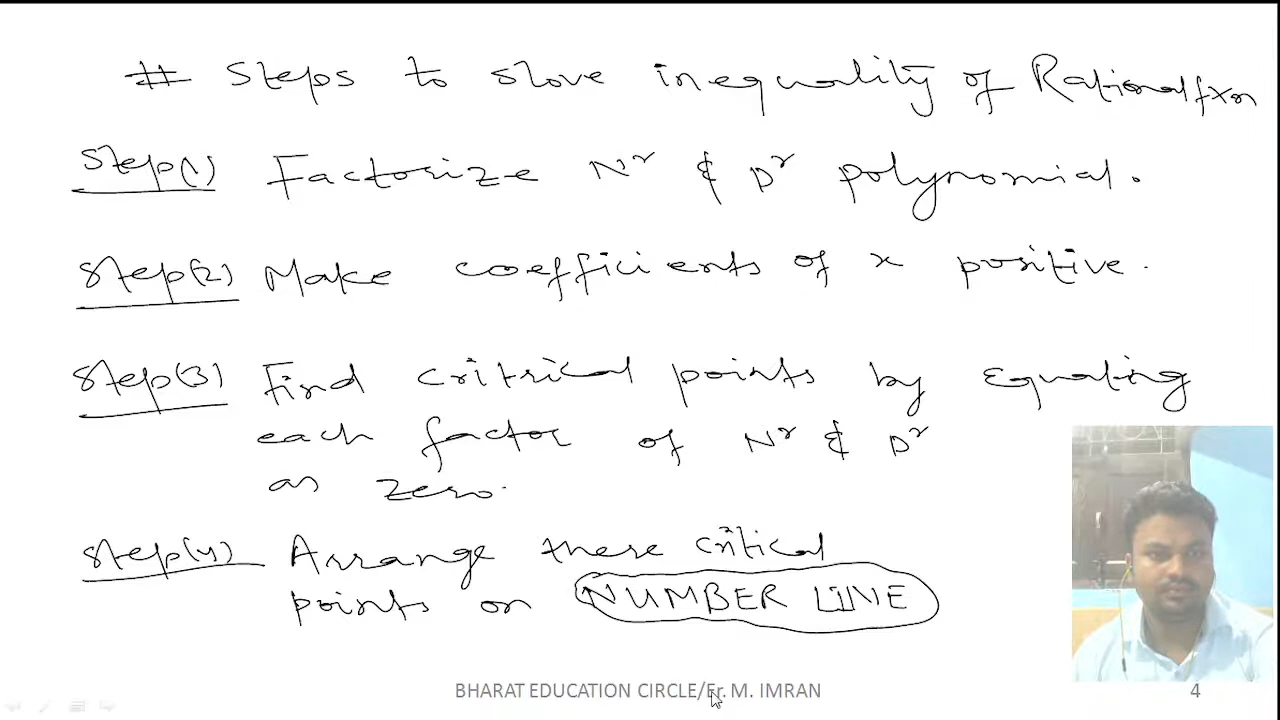 # Steps to slove inequality of Rational fxn
Step(1) Factorize Nʳ & Dʳ polynomial.
Step(2) Make coefficients of x positive.
Step(3) Find critrical points by Equating
each factor of Nʳ & Dʳ
as zero.
Step(4) Arrange these critical
points on NUMBER LINE
BHARAT EDUCATION CIRCLE/Er. M. IMRAN
4